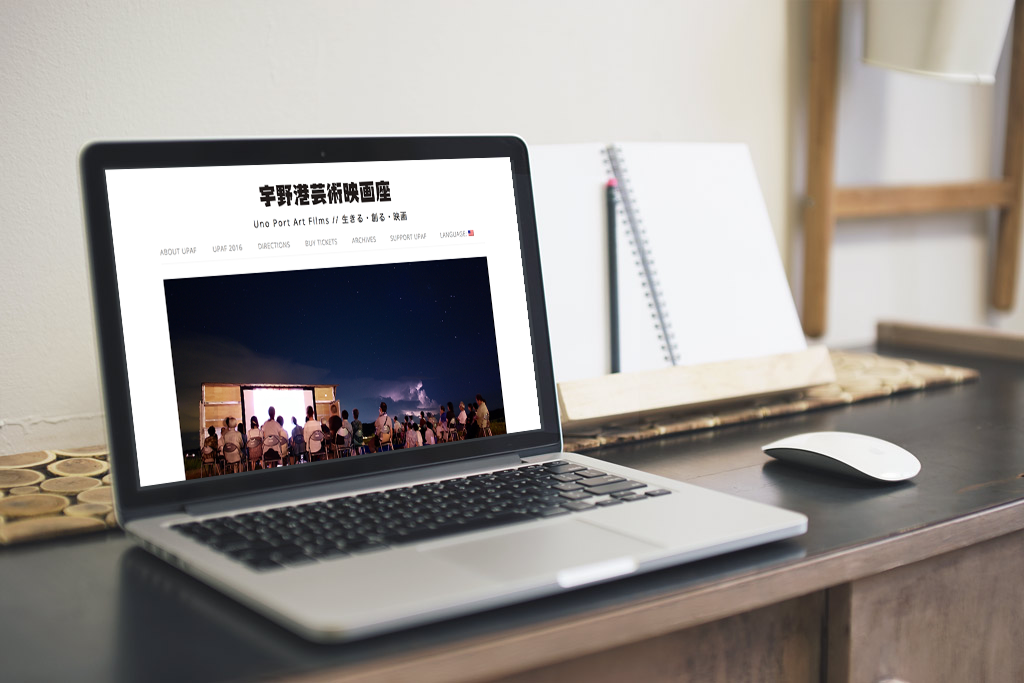 宇野港芸術映画座
Uno Port Art Films // 生きる・創る・映画
ABOUT UPAF UPAF 2016 DIRECTIONS BUY TICKETS ARCHIVES SUPPORT UPAF LANGUAGE: